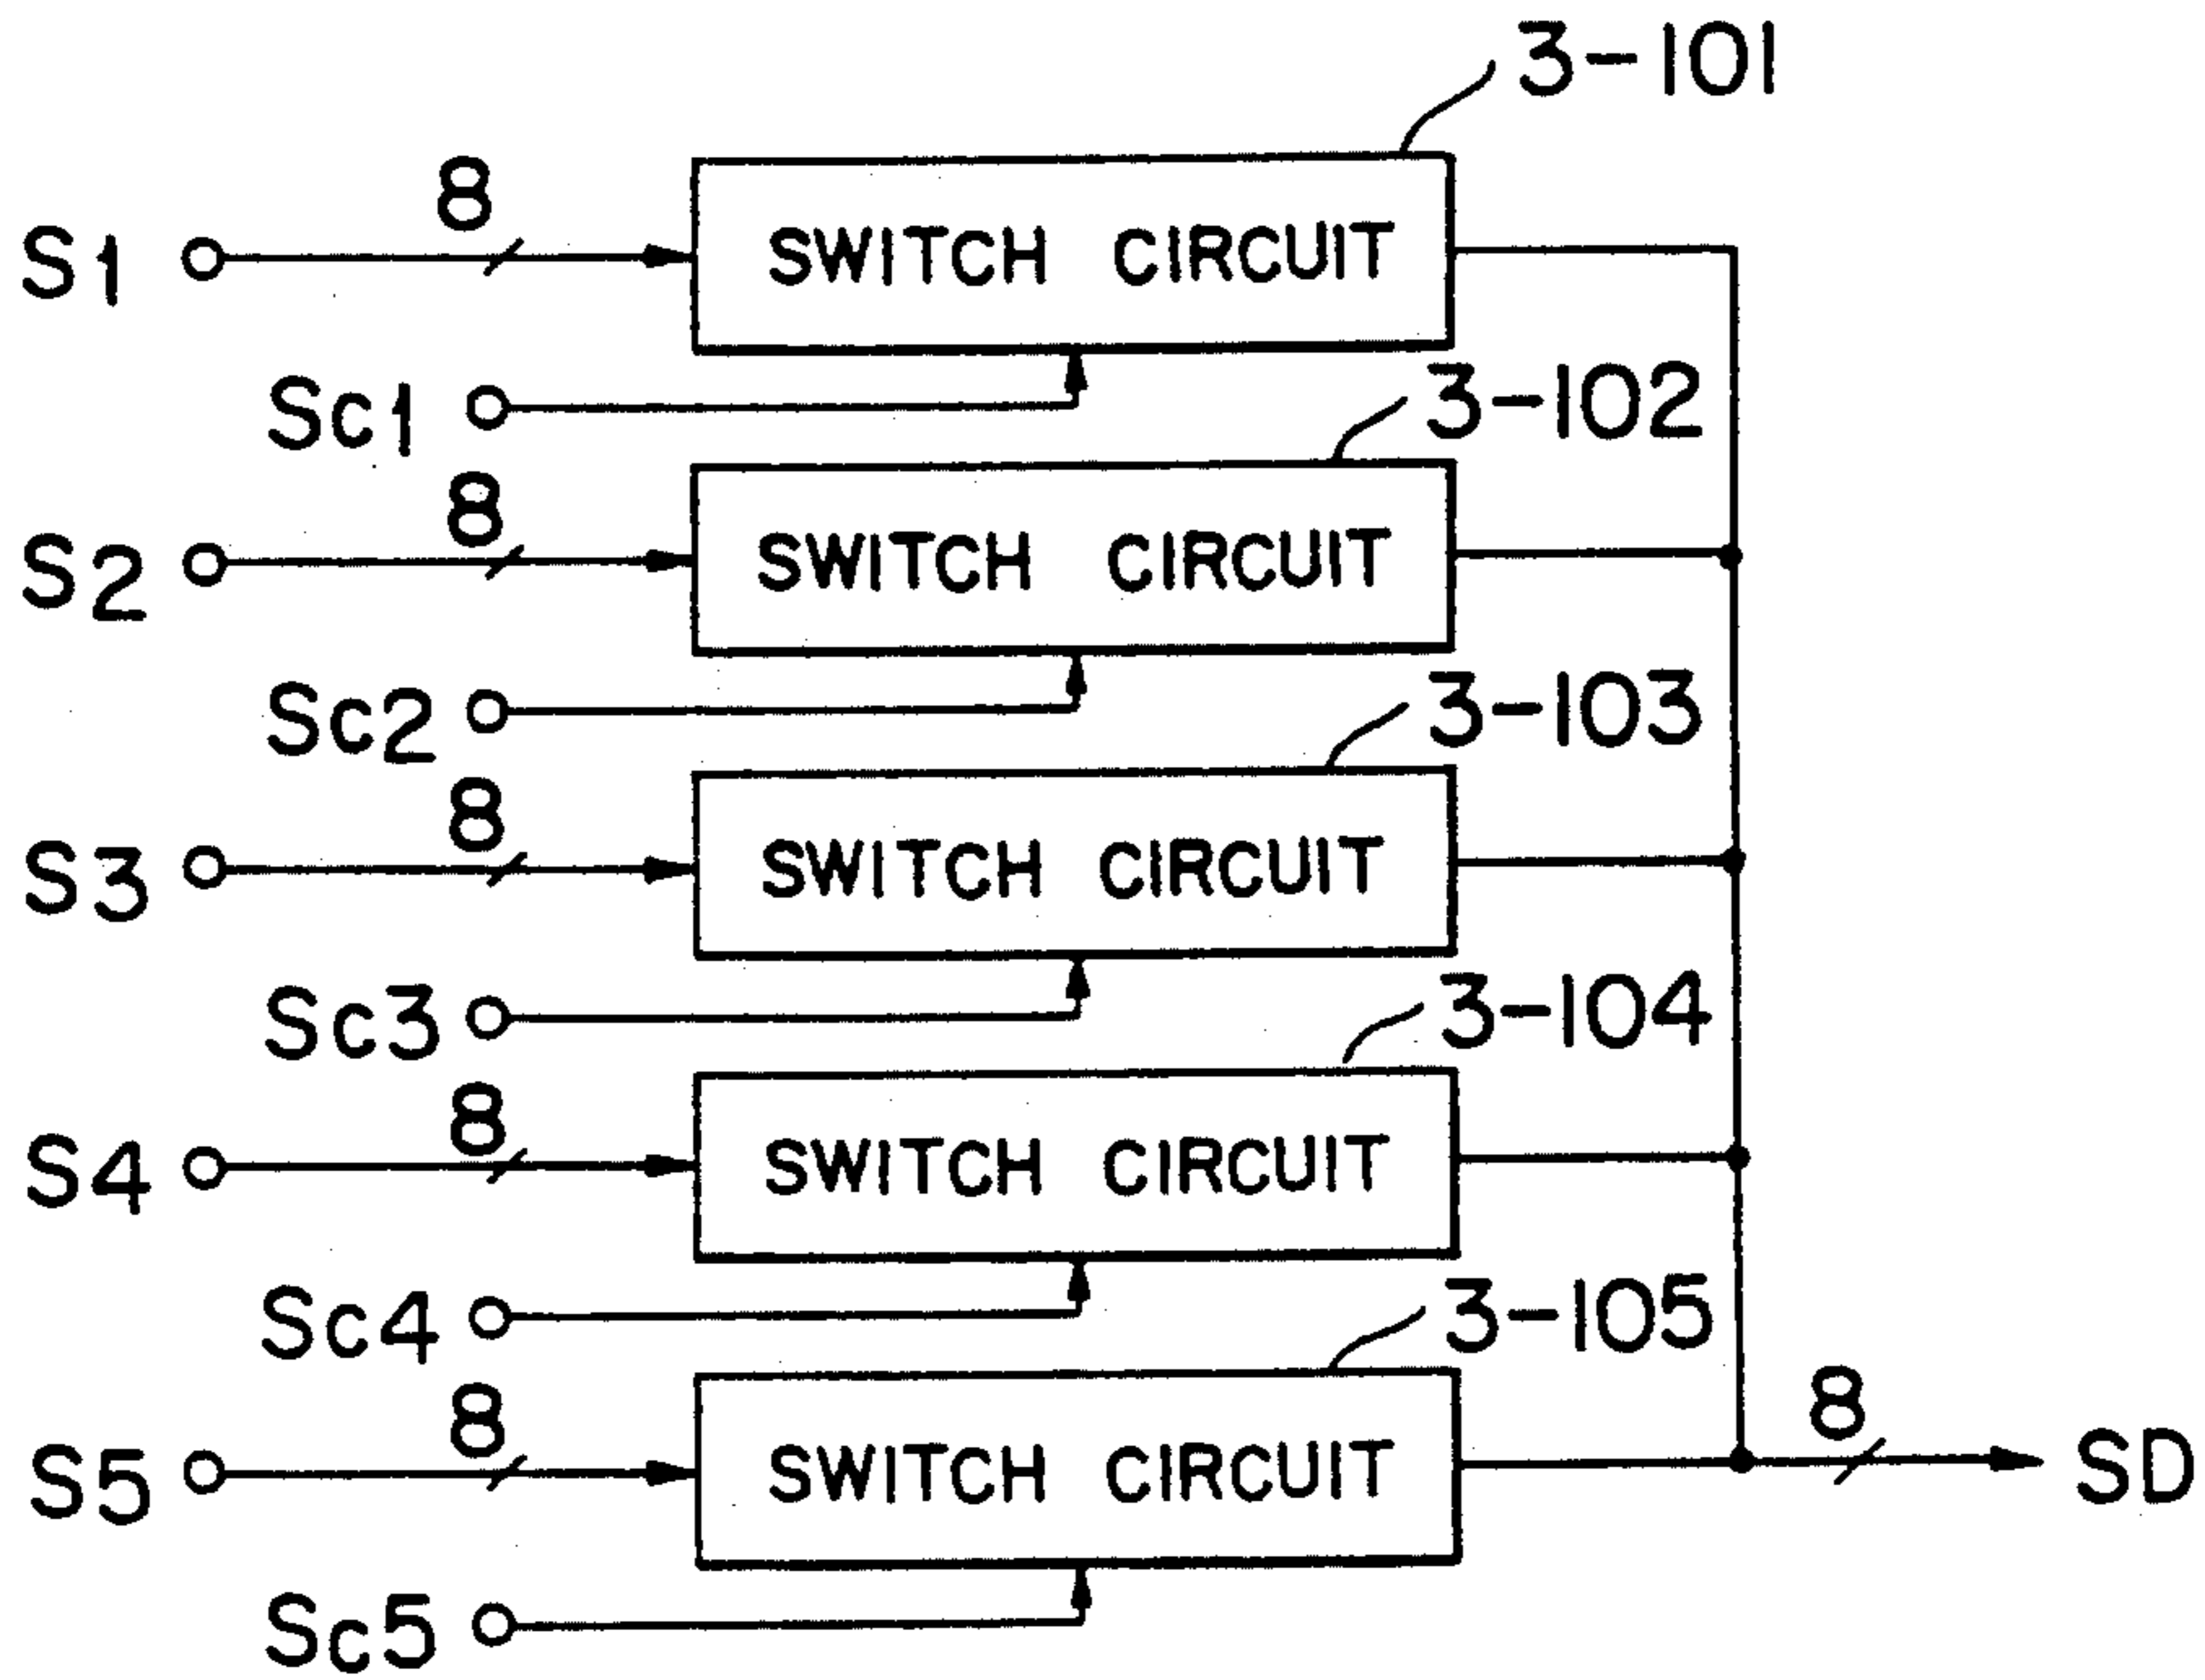 3-101
8
S1
SWITCH CIRCUIT
Sc1
3-102
8
S2
SWITCH CIRCUIT
Sc2
3-103
8
S3
SWITCH CIRCUIT
Sc3
3-104
8
S4
SWITCH CIRCUIT
Sc4
3-105
8
S5
SWITCH CIRCUIT
8
SD
Sc5